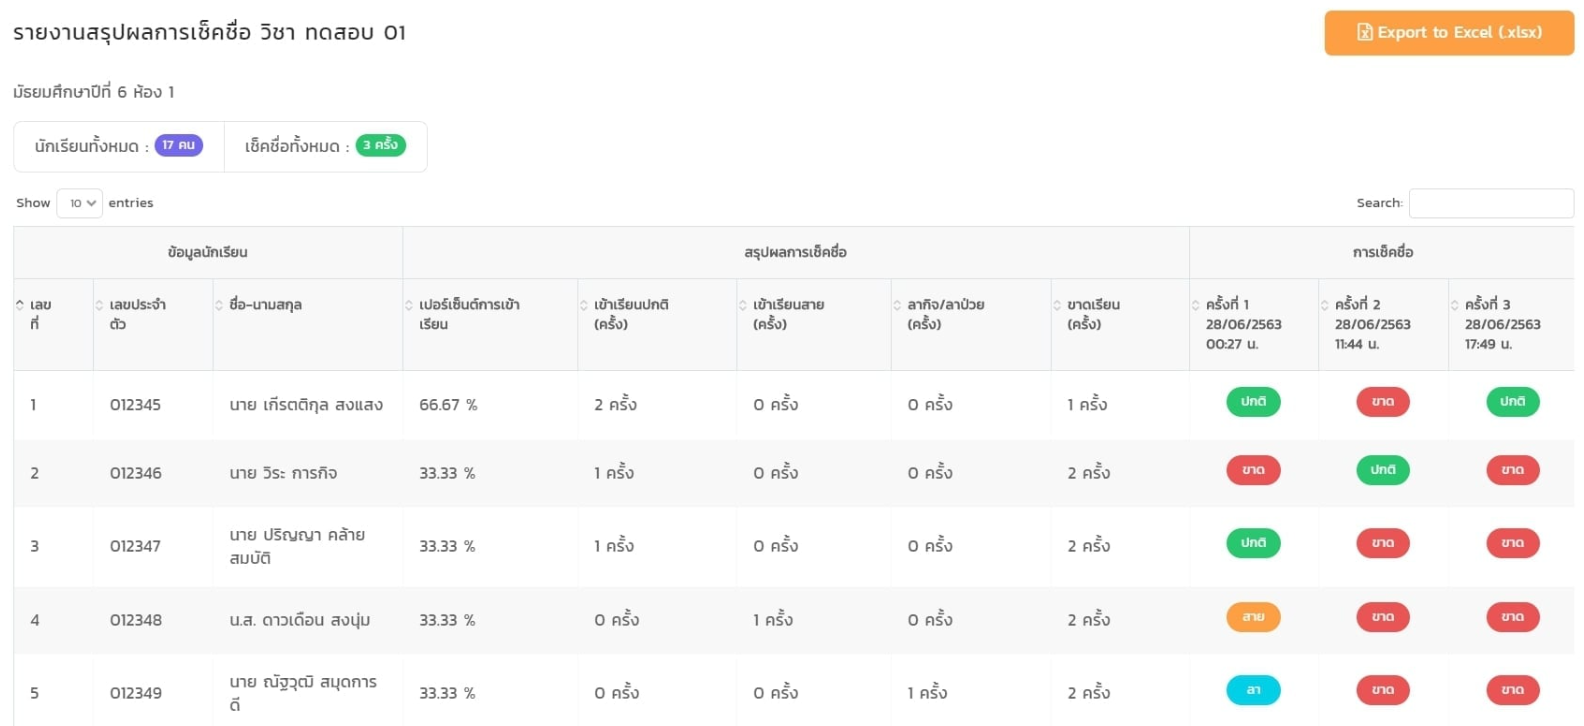 รายงานสรุปผลการเช็คชื่อ วิชา ทดสอบ 01
Export to Excel (.xlsx)
มัธยมศึกษาปีที่ 6 ห้อง 1
นักเรียนทั้งหมด : 17 คน เช็คชื่อทั้งหมด : 3 ครั้ง
Show 10 entries Search:
ข้อมูลนักเรียน สรุปผลการเช็คชื่อ การเช็คชื่อ
เลข เลขประจำ ชื่อ-นามสกุล เปอร์เซ็นต์การเข้า เข้าเรียนปกติ เข้าเรียนสาย ลากิจ/ลาป่วย ขาดเรียน ครั้งที่ 1 ครั้งที่ 2 ครั้งที่ 3
ที่ ตัว เรียน (ครั้ง) (ครั้ง) (ครั้ง) (ครั้ง) 28/06/2563 28/06/2563 28/06/2563
00:27 น. 11:44 น. 17:49 น.
1 012345 นาย เกีรตติกุล สงแสง 66.67 % 2 ครั้ง 0 ครั้ง 0 ครั้ง 1 ครั้ง ปกติ ขาด ปกติ
2 012346 นาย วิระ การกิจ 33.33 % 1 ครั้ง 0 ครั้ง 0 ครั้ง 2 ครั้ง ขาด ปกติ ขาด
3 012347 นาย ปริญญา คล้าย 33.33 % 1 ครั้ง 0 ครั้ง 0 ครั้ง 2 ครั้ง ปกติ ขาด ขาด
สมบัติ
4 012348 น.ส. ดาวเดือน สงนุ่ม 33.33 % 0 ครั้ง 1 ครั้ง 0 ครั้ง 2 ครั้ง สาย ขาด ขาด
5 012349 นาย ณัฐวุฒิ สมุดการ 33.33 % 0 ครั้ง 0 ครั้ง 1 ครั้ง 2 ครั้ง ลา ขาด ขาด
ดี